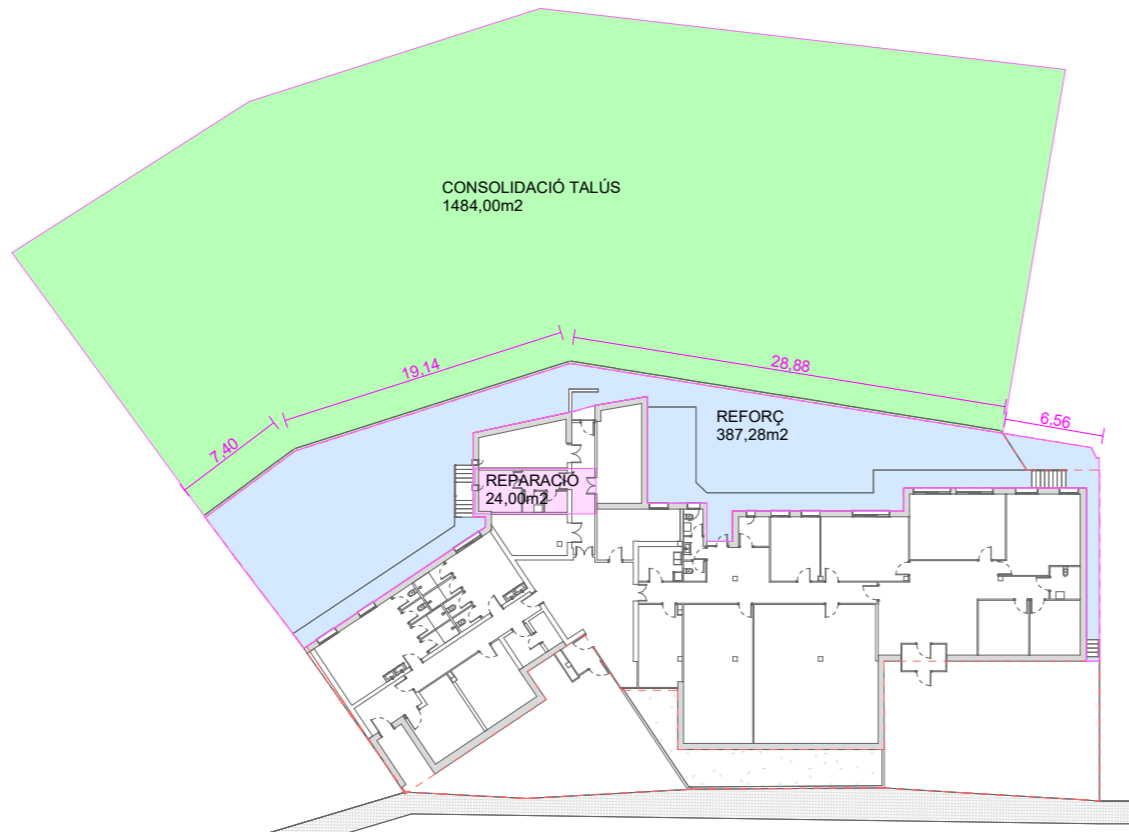 CONSOLIDACIÓ TALÚS
1484,00m2
19,14
28,88
7,40
6,56
REFORÇ
387,28m2
REPARACIÓ
24,00m2